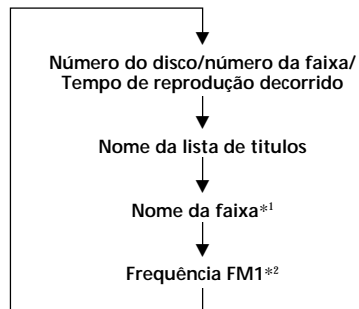 Número do disco/número da faixa/
Tempo de reprodução decorrido
Nome da lista de titulos
Nome da faixa*1
Frequência FM1*2